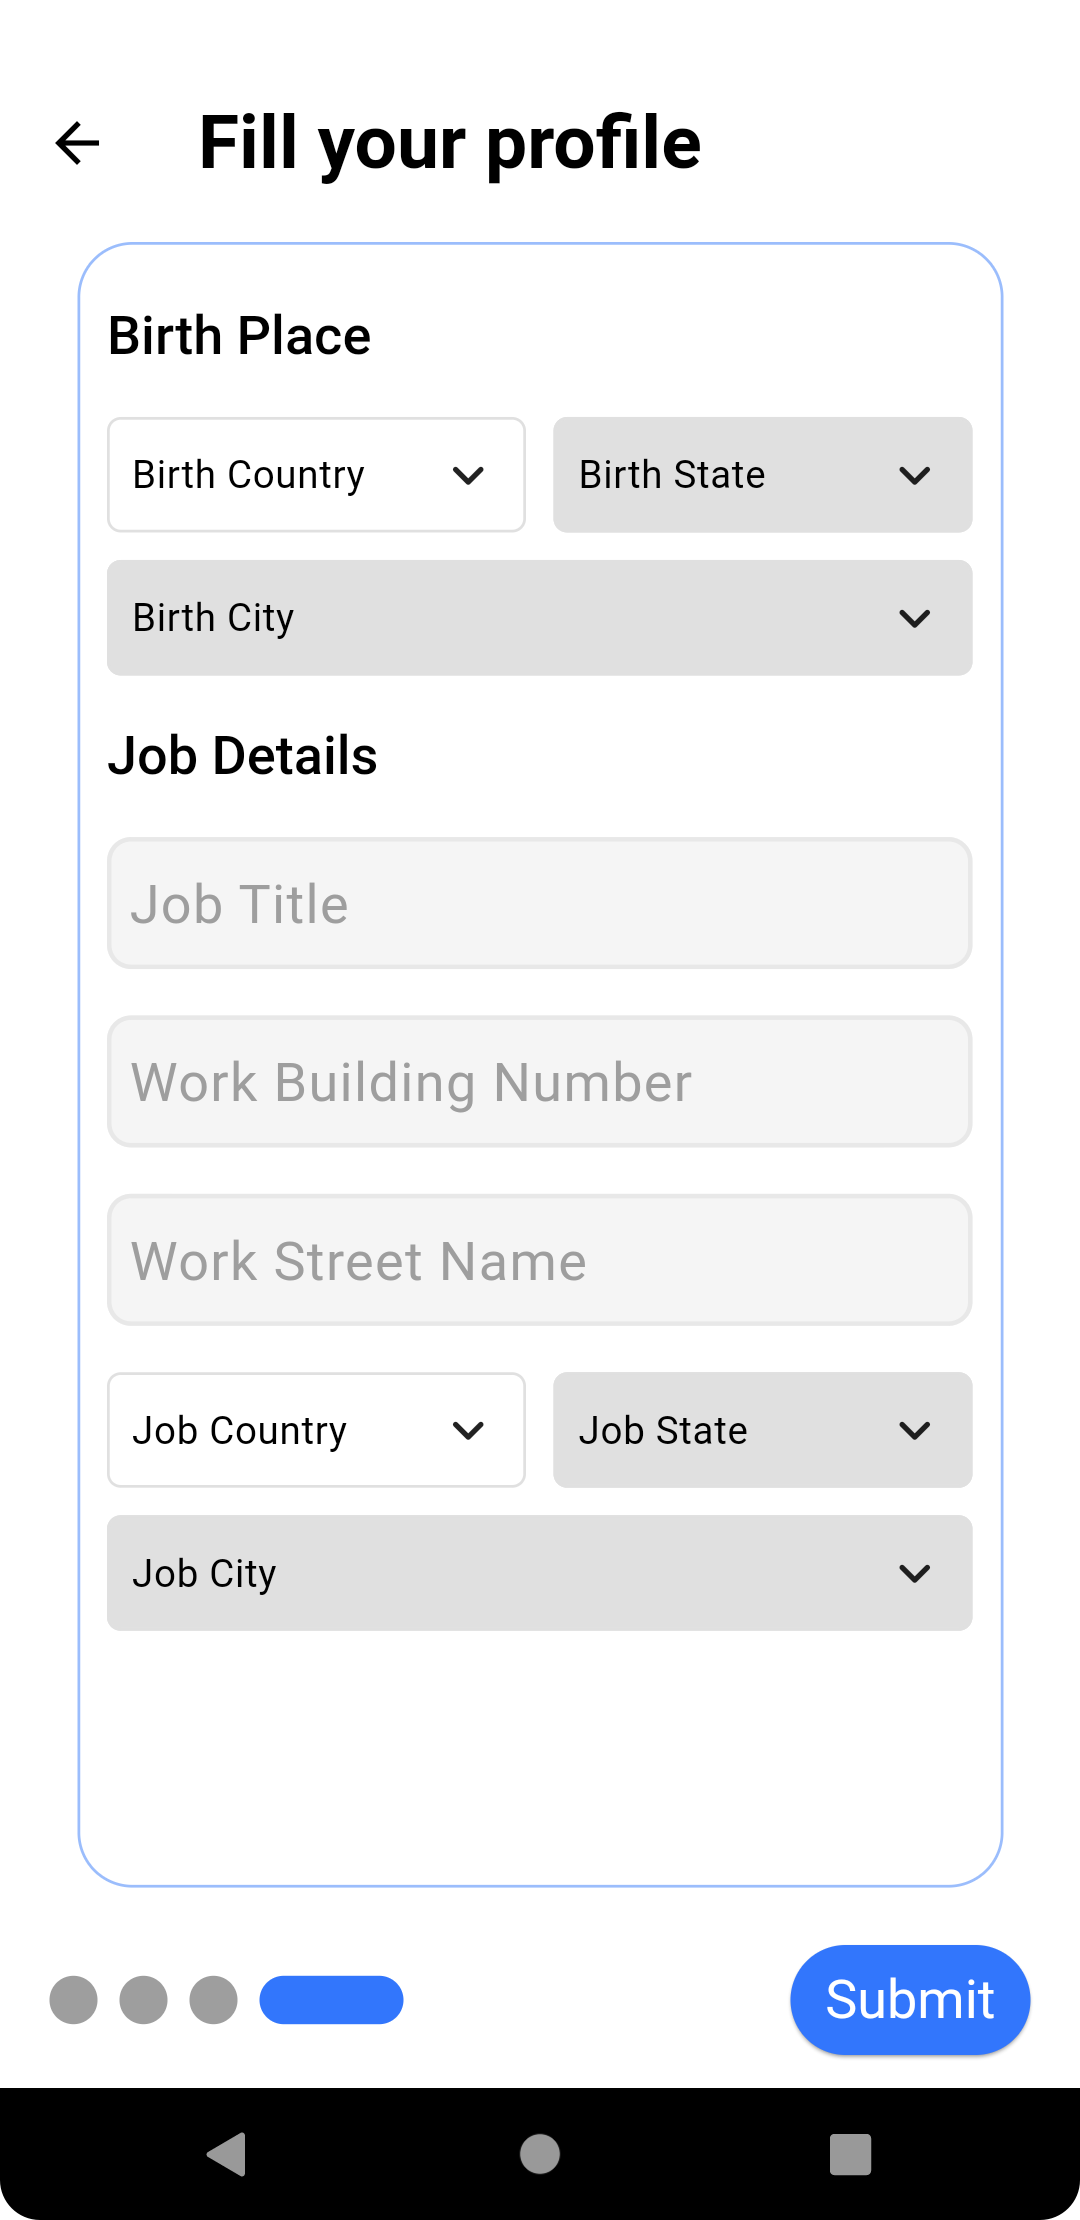 Fill your profile
Birth Place
Birth Country
Birth State
Birth City
Job Details
Job Title
Work Building Number
Work Street Name
Job Country
Job State
Job City
Submit